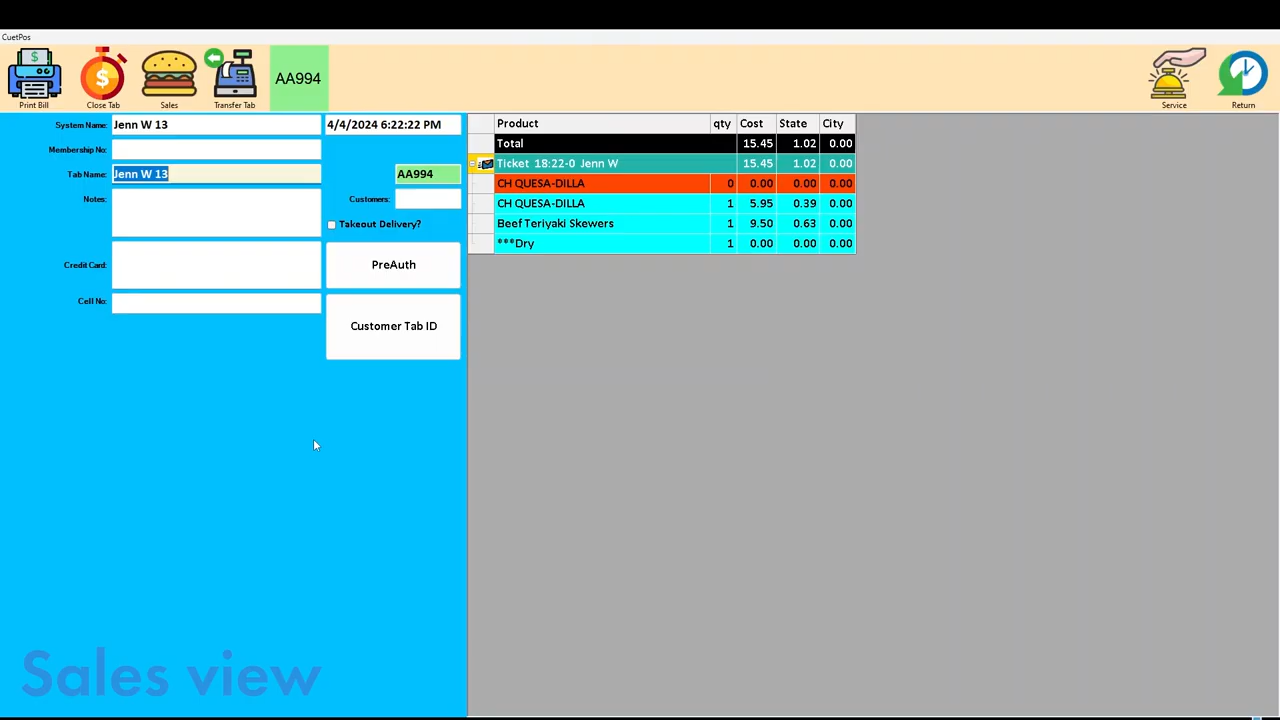 CuetPos
$
$
AA994
Print Bill
Close Tab
Sales
Transfer Tab
Service
Return
System Name: Jenn W 13 4/4/2024 6:22:22 PM
Membership No:
Tab Name: Jenn W 13 AA994
Notes:
Customers:
Takeout Delivery?
Credit Card:
PreAuth
Cell No:
Customer Tab ID
Product qty Cost State City
Total 15.45 1.02 0.00
Ticket 18:22-0 Jenn W 15.45 1.02 0.00
CH QUESA-DILLA 0 0.00 0.00 0.00
CH QUESA-DILLA 1 5.95 0.39 0.00
Beef Teriyaki Skewers 1 9.50 0.63 0.00
***Dry 1 0.00 0.00 0.00
Sales view